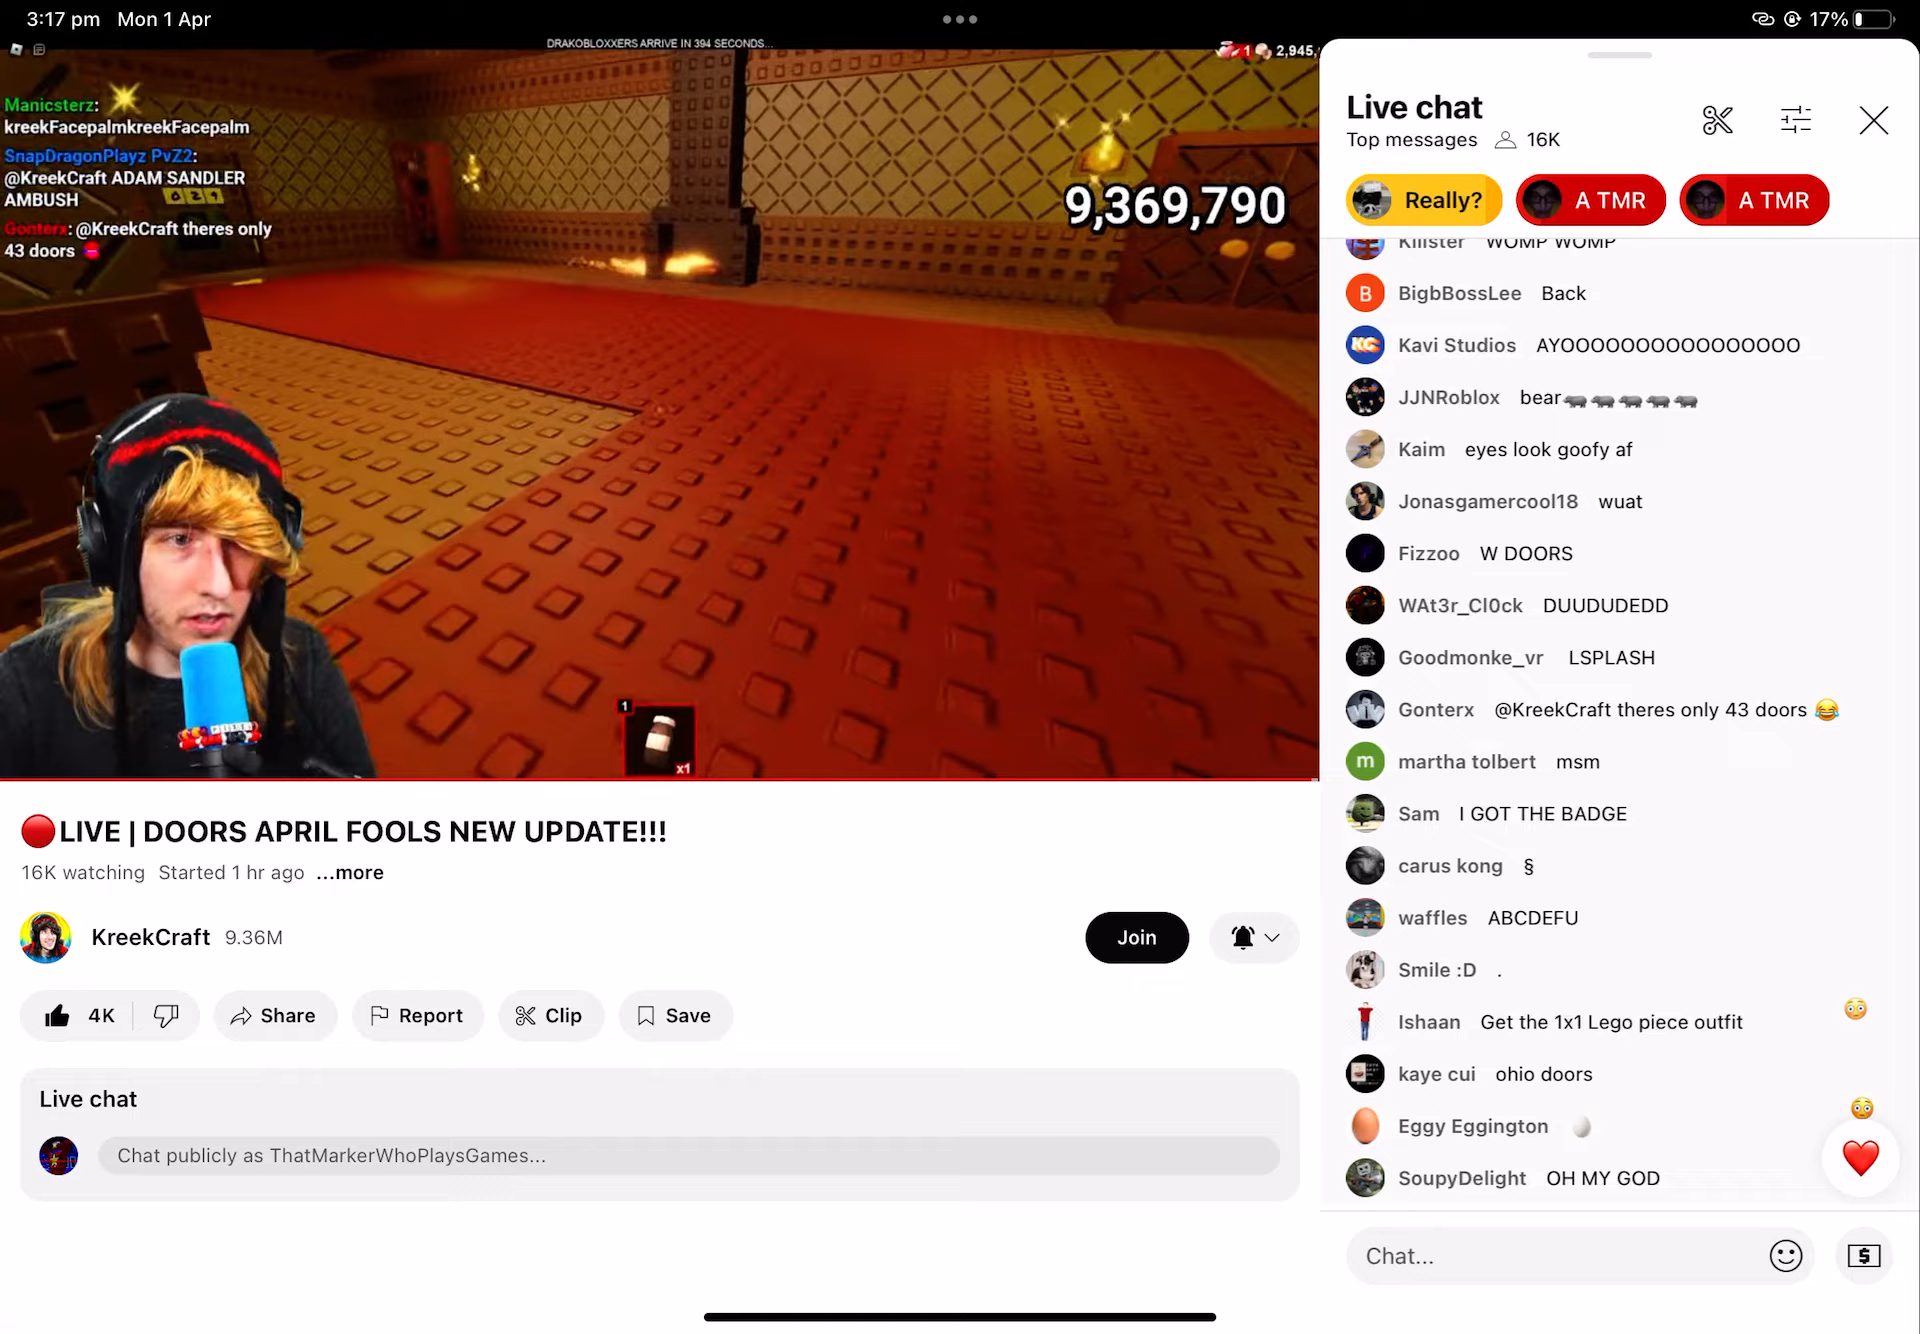 3:17 pm Mon 1 Apr
17%
DRAKOBLOXXERS ARRIVE IN 394 SECONDS...
1 2,945,
Manicsterz:
kreekFacepalmkreekFacepalm
SnapDragonPlayz PvZ2:
@KreekCraft ADAM SANDLER
AMBUSH
029
Gonterx: @KreekCraft theres only
43 doors
9,369,790
1
x1
🔴LIVE | DOORS APRIL FOOLS NEW UPDATE!!!
16K watching Started 1 hr ago ...more
KreekCraft 9.36M
Join
4K
Share
Report
Clip
Save
Live chat
Chat publicly as ThatMarkerWhoPlaysGames...
Live chat
Top messages 16K
Really?
A TMR
A TMR
Killster WOMP WOMP
B
BigbBossLee Back
KC
Kavi Studios AYOOOOOOOOOOOOOOOO
JJNRoblox bear🦛🦛🦛🦛🦛
Kaim eyes look goofy af
Jonasgamercool18 wuat
Fizzoo W DOORS
WAt3r_Cl0ck DUUDUDEDD
Goodmonke_vr LSPLASH
Gonterx @KreekCraft theres only 43 doors 😂
m
martha tolbert msm
Sam I GOT THE BADGE
carus kong §
waffles ABCDEFU
Smile :D .
Ishaan Get the 1x1 Lego piece outfit
kaye cui ohio doors
Eggy Eggington 🥚
SoupyDelight OH MY GOD
Chat...
$